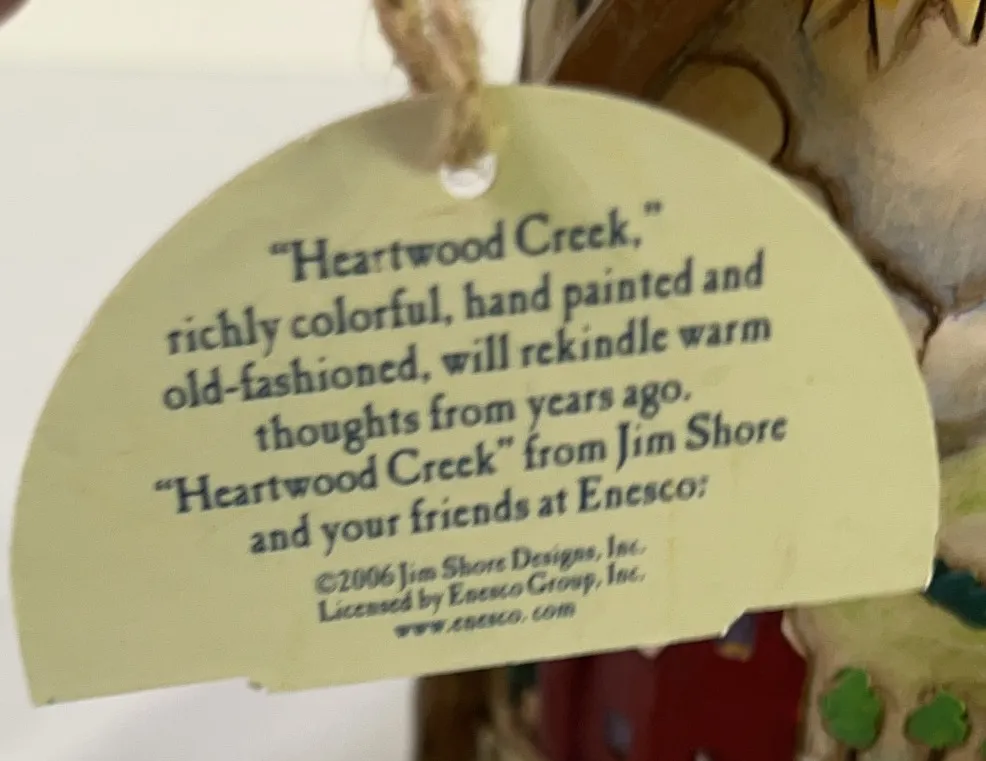 “Heartwood Creek,”
richly colorful, hand painted and
old-fashioned, will rekindle warm
thoughts from years ago.
“Heartwood Creek” from Jim Shore
and your friends at Enesco:
©2006 Jim Shore Designs, Inc.
Licensed by Enesco Group, Inc.
www.enesco.com